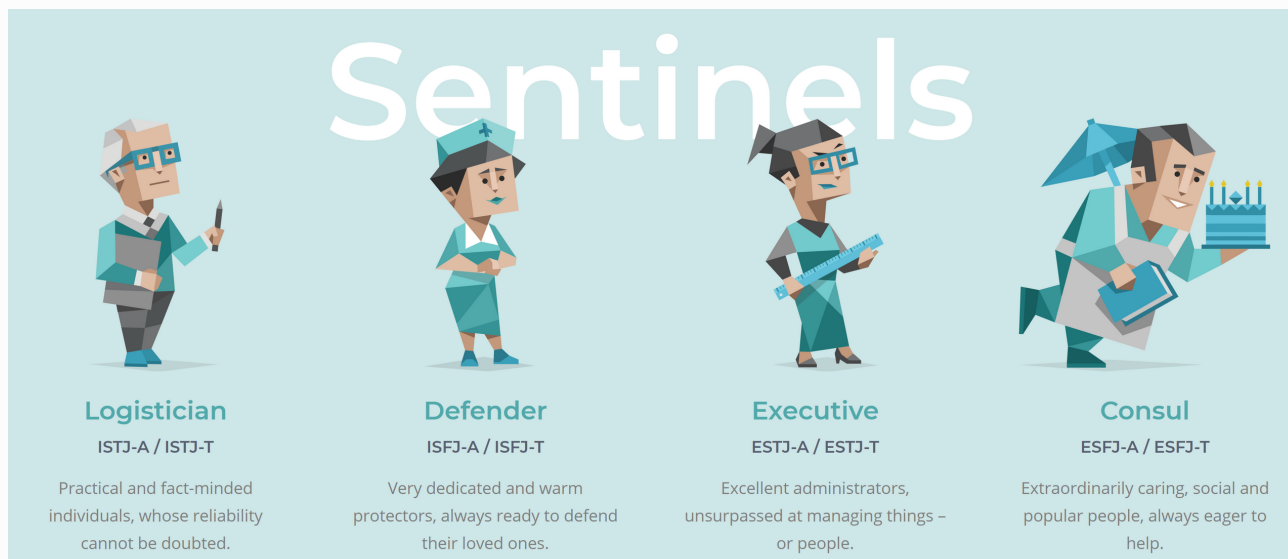 Sentinels
Logistician
ISTJ-A / ISTJ-T
Practical and fact-minded
individuals, whose reliability
cannot be doubted.
Defender
ISFJ-A / ISFJ-T
Very dedicated and warm
protectors, always ready to defend
their loved ones.
Executive
ESTJ-A / ESTJ-T
Excellent administrators,
unsurpassed at managing things –
or people.
Consul
ESFJ-A / ESFJ-T
Extraordinarily caring, social and
popular people, always eager to
help.